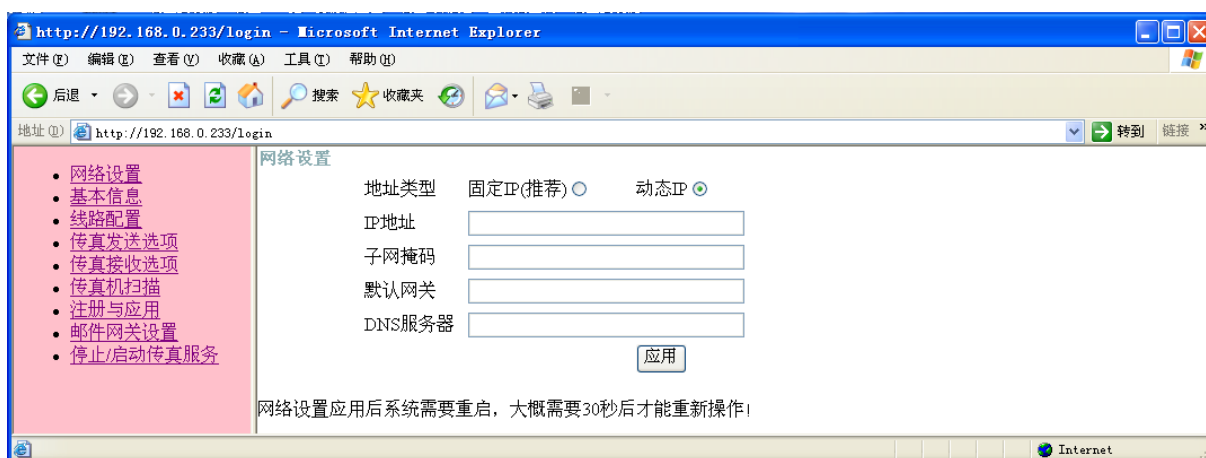 http://192.168.0.233/login - Microsoft Internet Explorer
文件(F) 编辑(E) 查看(V) 收藏(A) 工具(T) 帮助(H)
后退 搜索 收藏夹
地址(D) http://192.168.0.233/login 转到 链接 »
网络设置
基本信息
线路配置
传真发送选项
传真接收选项
传真机扫描
注册与应用
邮件网关设置
停止/启动传真服务
网络设置
地址类型 固定IP(推荐) 动态IP
IP地址
子网掩码
默认网关
DNS服务器
应用
网络设置应用后系统需要重启，大概需要30秒后才能重新操作!
Internet